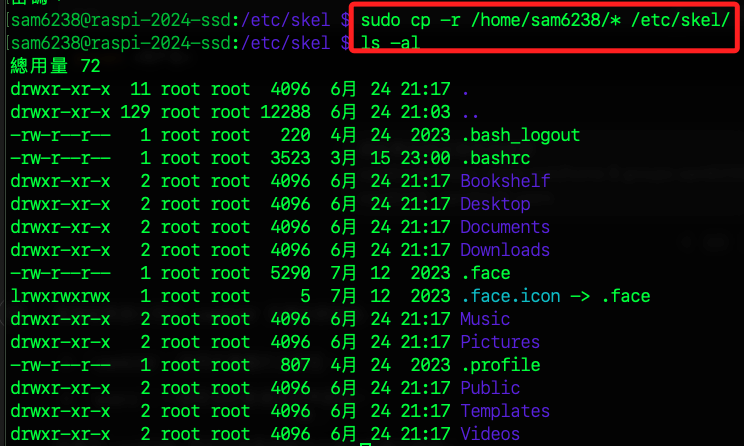 [sam6238@raspi-2024-ssd:/etc/skel $ sudo cp -r /home/sam6238/* /etc/skel/
[sam6238@raspi-2024-ssd:/etc/skel $ ls -al
總用量 72
drwxr-xr-x  11 root root  4096  6月 24 21:17 .
drwxr-xr-x 129 root root 12288  6月 24 21:03 ..
-rw-r--r--   1 root root   220  4月 24  2023 .bash_logout
-rw-r--r--   1 root root  3523  3月 15 23:00 .bashrc
drwxr-xr-x   2 root root  4096  6月 24 21:17 Bookshelf
drwxr-xr-x   2 root root  4096  6月 24 21:17 Desktop
drwxr-xr-x   2 root root  4096  6月 24 21:17 Documents
drwxr-xr-x   2 root root  4096  6月 24 21:17 Downloads
-rw-r--r--   1 root root  5290  7月 12  2023 .face
lrwxrwxrwx   1 root root     5  7月 12  2023 .face.icon -> .face
drwxr-xr-x   2 root root  4096  6月 24 21:17 Music
drwxr-xr-x   2 root root  4096  6月 24 21:17 Pictures
-rw-r--r--   1 root root   807  4月 24  2023 .profile
drwxr-xr-x   2 root root  4096  6月 24 21:17 Public
drwxr-xr-x   2 root root  4096  6月 24 21:17 Templates
drwxr-xr-x   2 root root  4096  6月 24 21:17 Videos